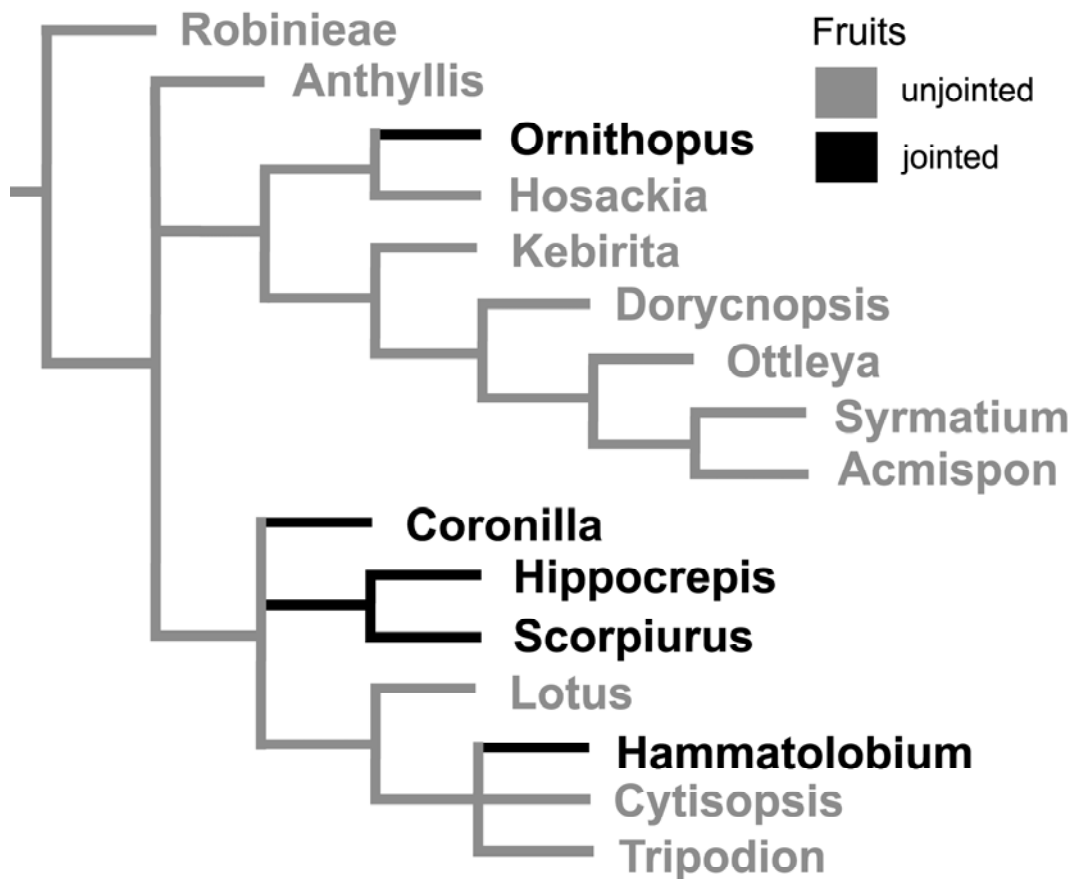 Robinieae
Anthyllis
Ornithopus
Hosackia
Kebirita
Dorycnopsis
Ottleya
Syrmatium
Acmispon
Coronilla
Hippocrepis
Scorpiurus
Lotus
Hammatolobium
Cytisopsis
Tripodion
Fruits
unjointed
jointed